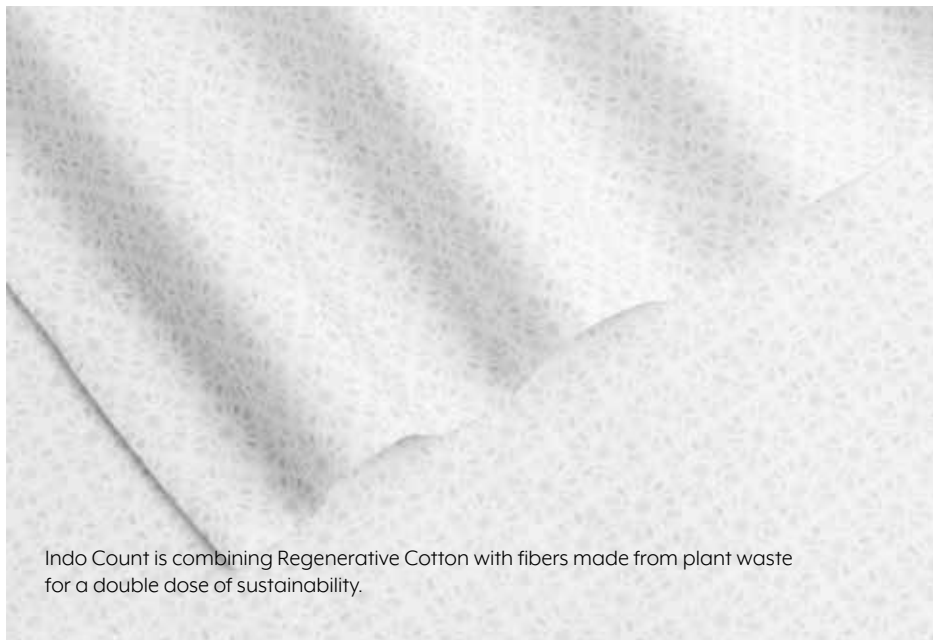 Indo Count is combining Regenerative Cotton with fibers made from plant waste
for a double dose of sustainability.